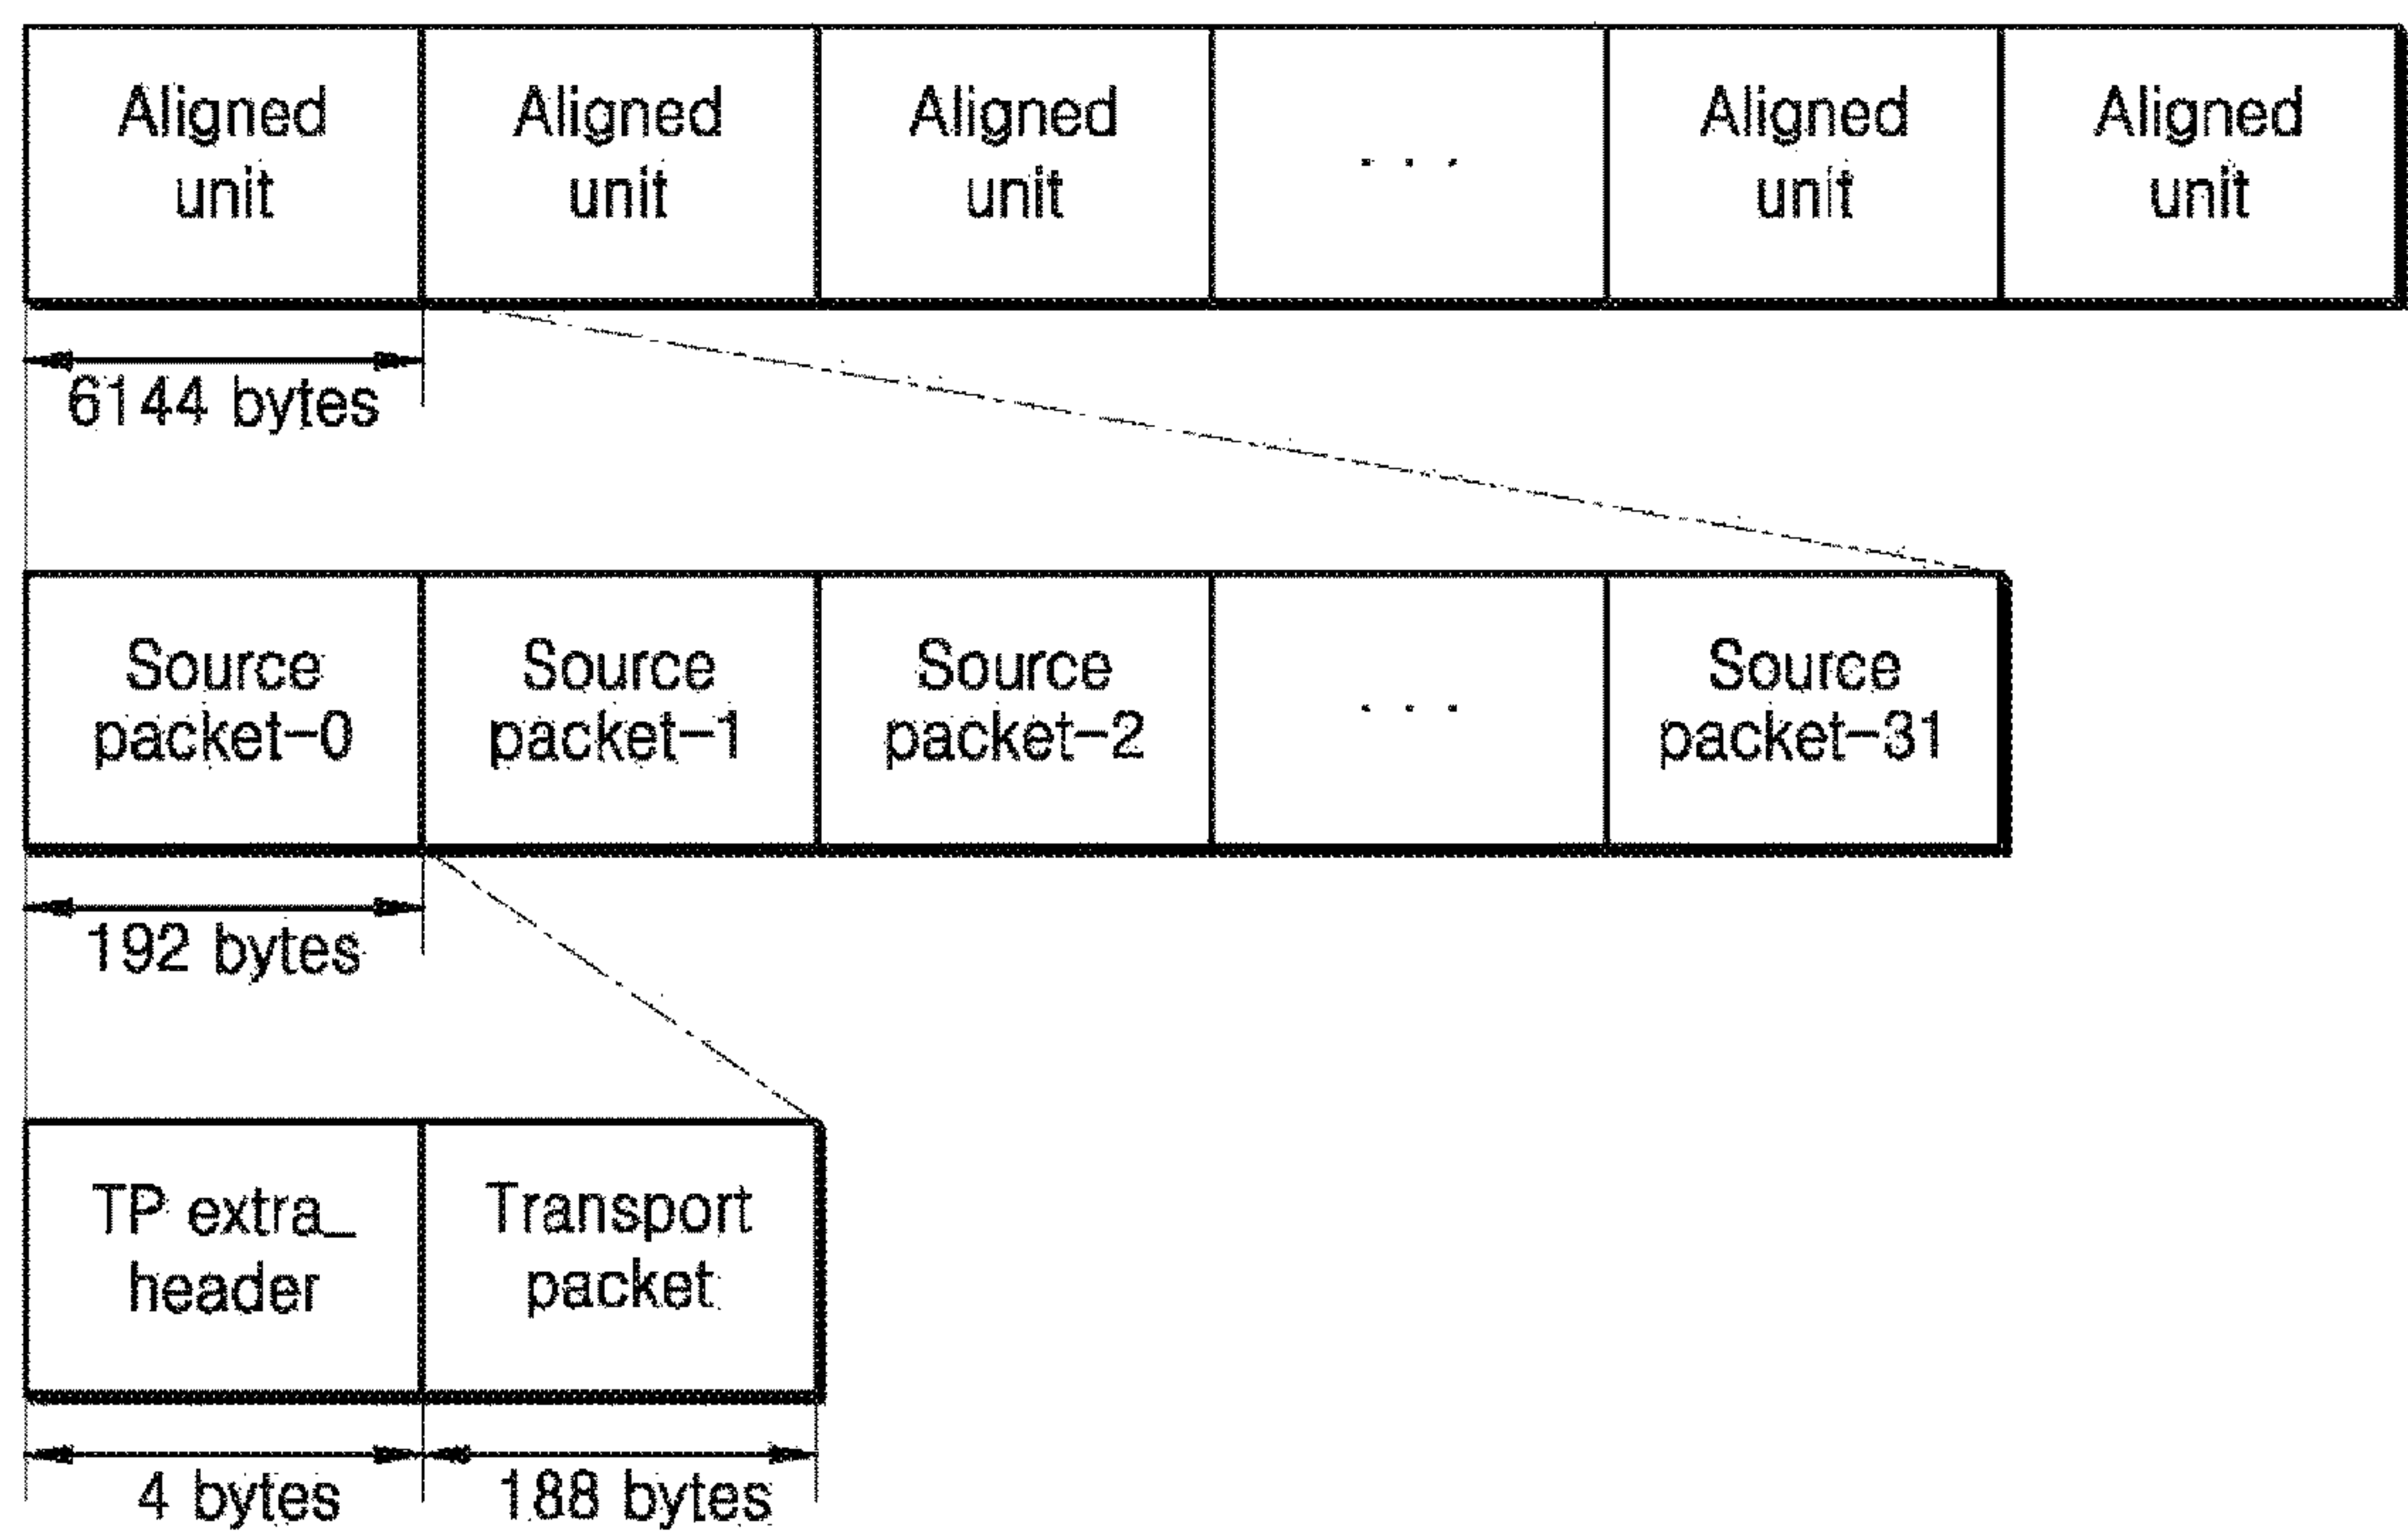 Aligned
unit
Aligned
unit
Aligned
unit
. . .
Aligned
unit
Aligned
unit
6144 bytes
Source
packet-0
Source
packet-1
Source
packet-2
. . .
Source
packet-31
192 bytes
TP extra_
header
Transport
packet
4 bytes
188 bytes